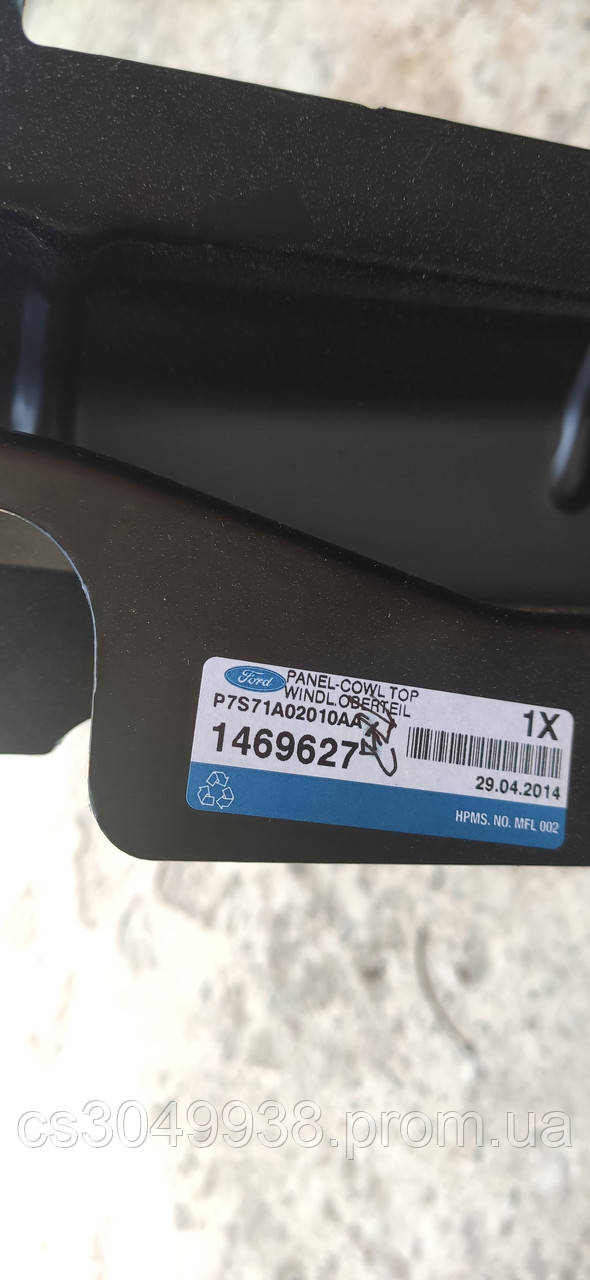 Ford
PANEL-COWL TOP
WINDL.OBERTEIL
P7S71A02010AA
1469627
1X
29.04.2014
HPMS. NO. MFL 002
cs3049938.prom.ua